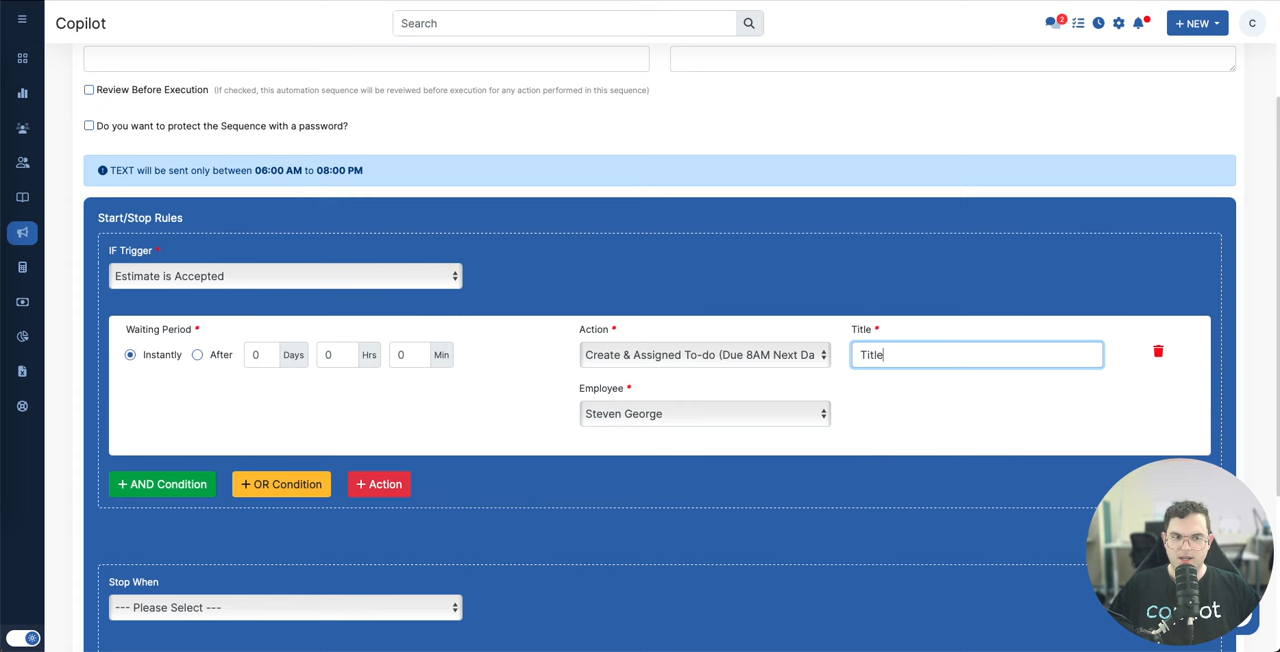 Copilot
Search
2
+ NEW
C
Review Before Execution (If checked, this automation sequence will be reveiwed before execution for any action performed in this sequence)
Do you want to protect the Sequence with a password?
TEXT will be sent only between 06:00 AM to 08:00 PM
Start/Stop Rules
IF Trigger *
Estimate is Accepted
Waiting Period *
Action *
Title *
Instantly
After
0 Days
0 Hrs
0 Min
Create & Assigned To-do (Due 8AM Next Da
Title
Employee *
Steven George
+ AND Condition
+ OR Condition
+ Action
Stop When
--- Please Select ---